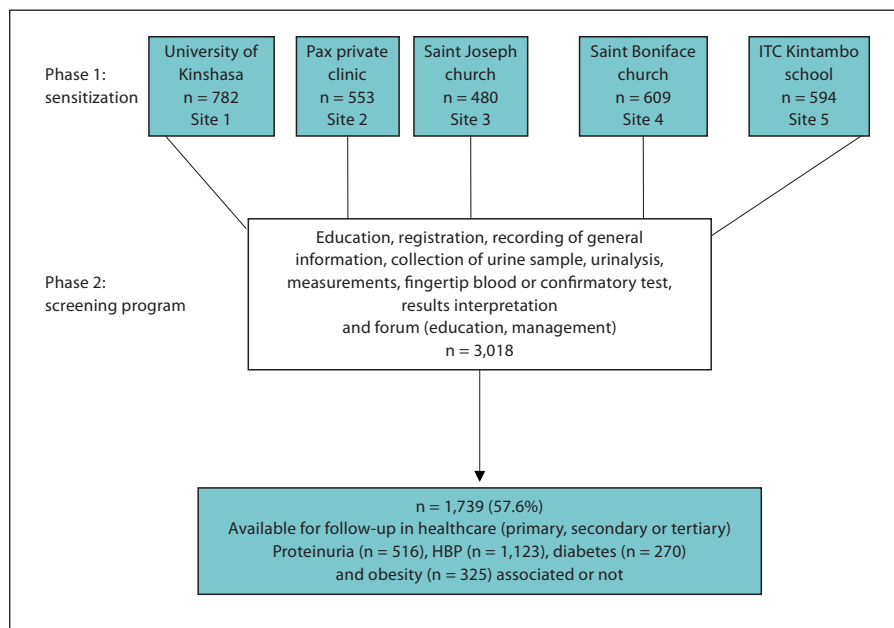 Phase 1:
sensitization
University of
Kinshasa
n = 782
Site 1
Pax private
clinic
n = 553
Site 2
Saint Joseph
church
n = 480
Site 3
Saint Boniface
church
n = 609
Site 4
ITC Kintambo
school
n = 594
Site 5
Phase 2:
screening program
Education, registration, recording of general
information, collection of urine sample, urinalysis,
measurements, fingertip blood or confirmatory test,
results interpretation
and forum (education, management)
n = 3,018
n = 1,739 (57.6%)
Available for follow-up in healthcare (primary, secondary or tertiary)
Proteinuria (n = 516), HBP (n = 1,123), diabetes (n = 270)
and obesity (n = 325) associated or not